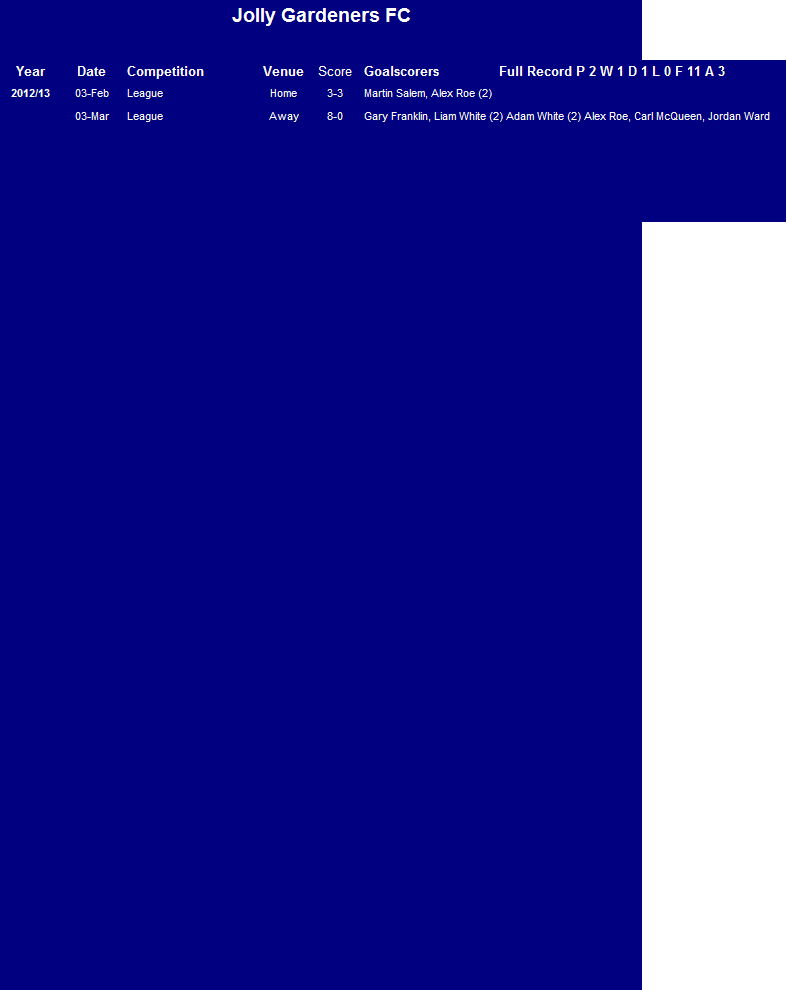 Jolly Gardeners FC
Year Date Competition Venue Score Goalscorers Full Record P 2 W 1 D 1 L 0 F 11 A 3
2012/13 03-Feb League Home 3-3 Martin Salem, Alex Roe (2)
03-Mar League Away 8-0 Gary Franklin, Liam White (2) Adam White (2) Alex Roe, Carl McQueen, Jordan Ward